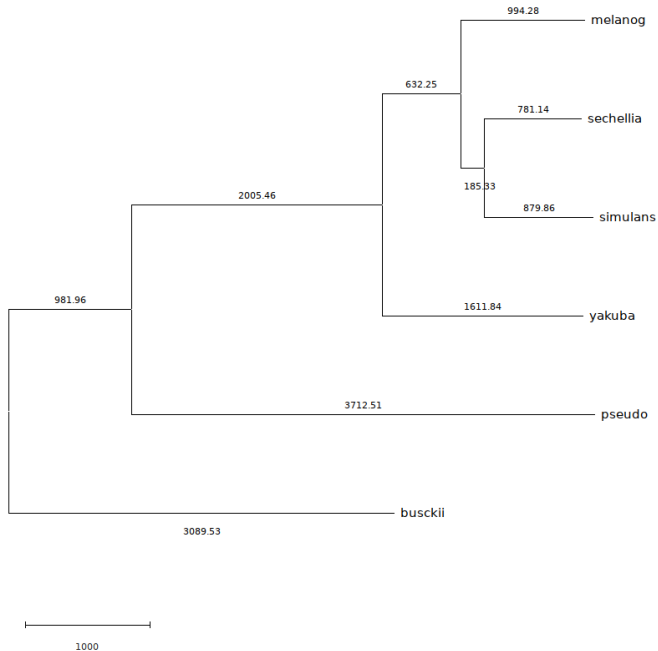 994.28
melanog
632.25
781.14
sechellia
185.33
2005.46
879.86
simulans
981.96
1611.84
yakuba
3712.51
pseudo
busckii
3089.53
1000